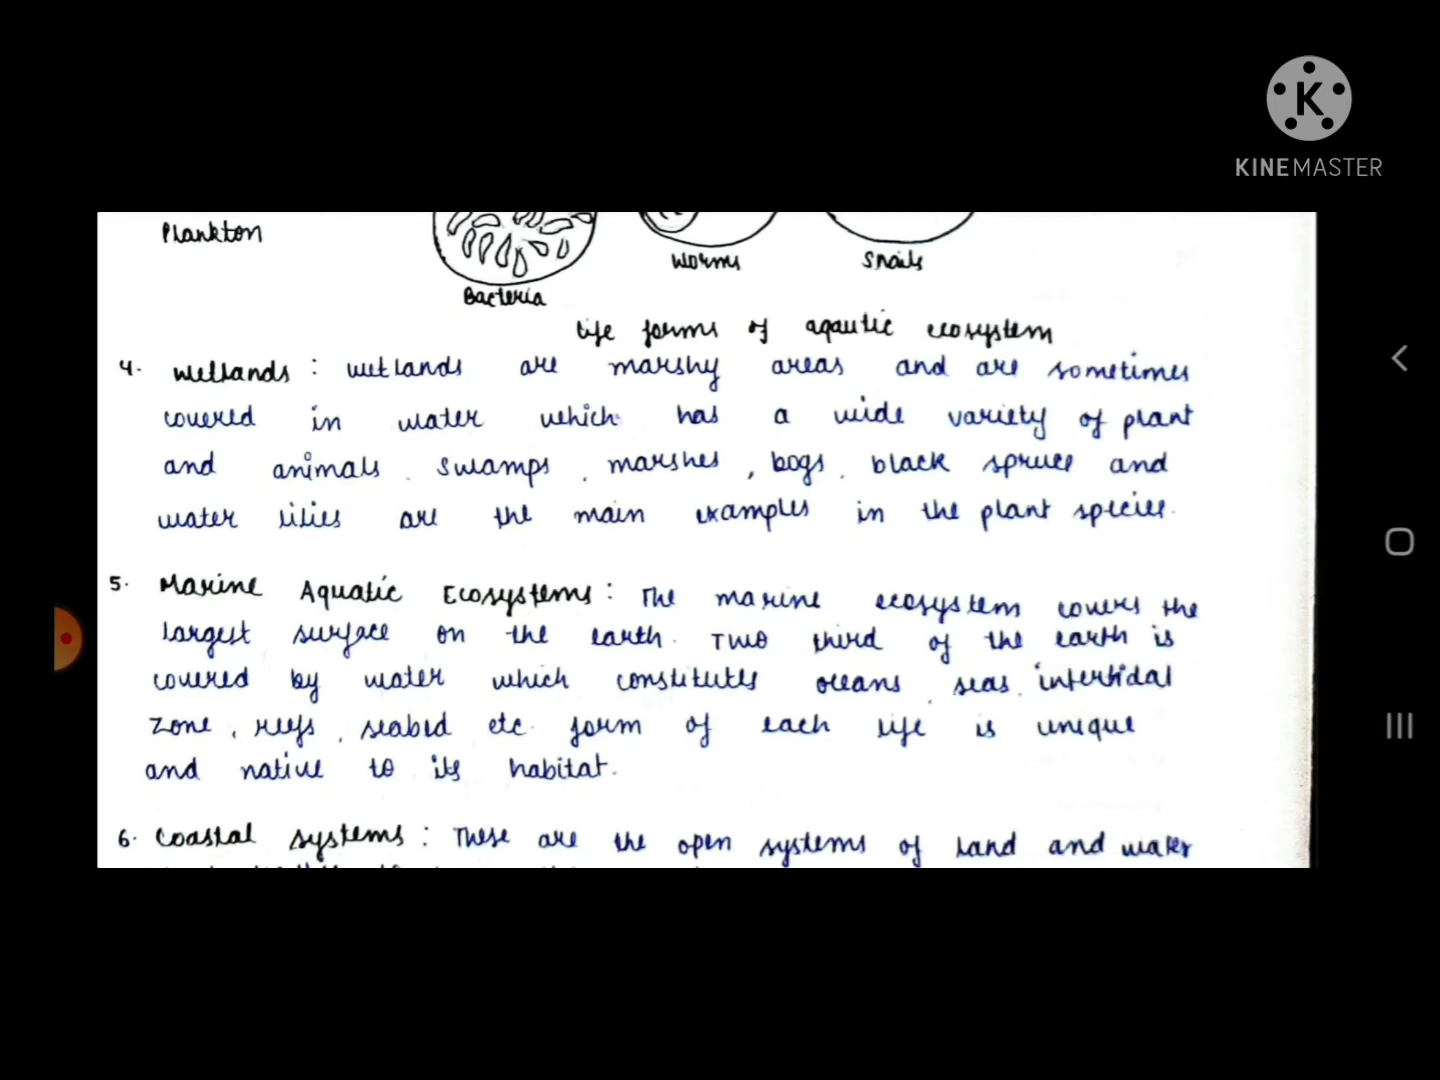 K
KINEMASTER
Plankton
Worms
Snails
Bacteria
life forms of aqautic ecosystem
4. Wetlands : wetlands are marshy areas and are sometimes
covered in water which has a wide variety of plant
and animals. Swamps, marshes, bogs, black spruce and
water lilies are the main examples in the plant species.
5. Marine Aquatic Ecosystems : The marine ecosystem covers the
largest surface on the earth. Two third of the earth is
covered by water which constitutes oceans, seas, intertidal
zone, reefs, seabed etc. form of each life is unique
and native to its habitat.
6. Coastal systems : These are the open systems of land and water